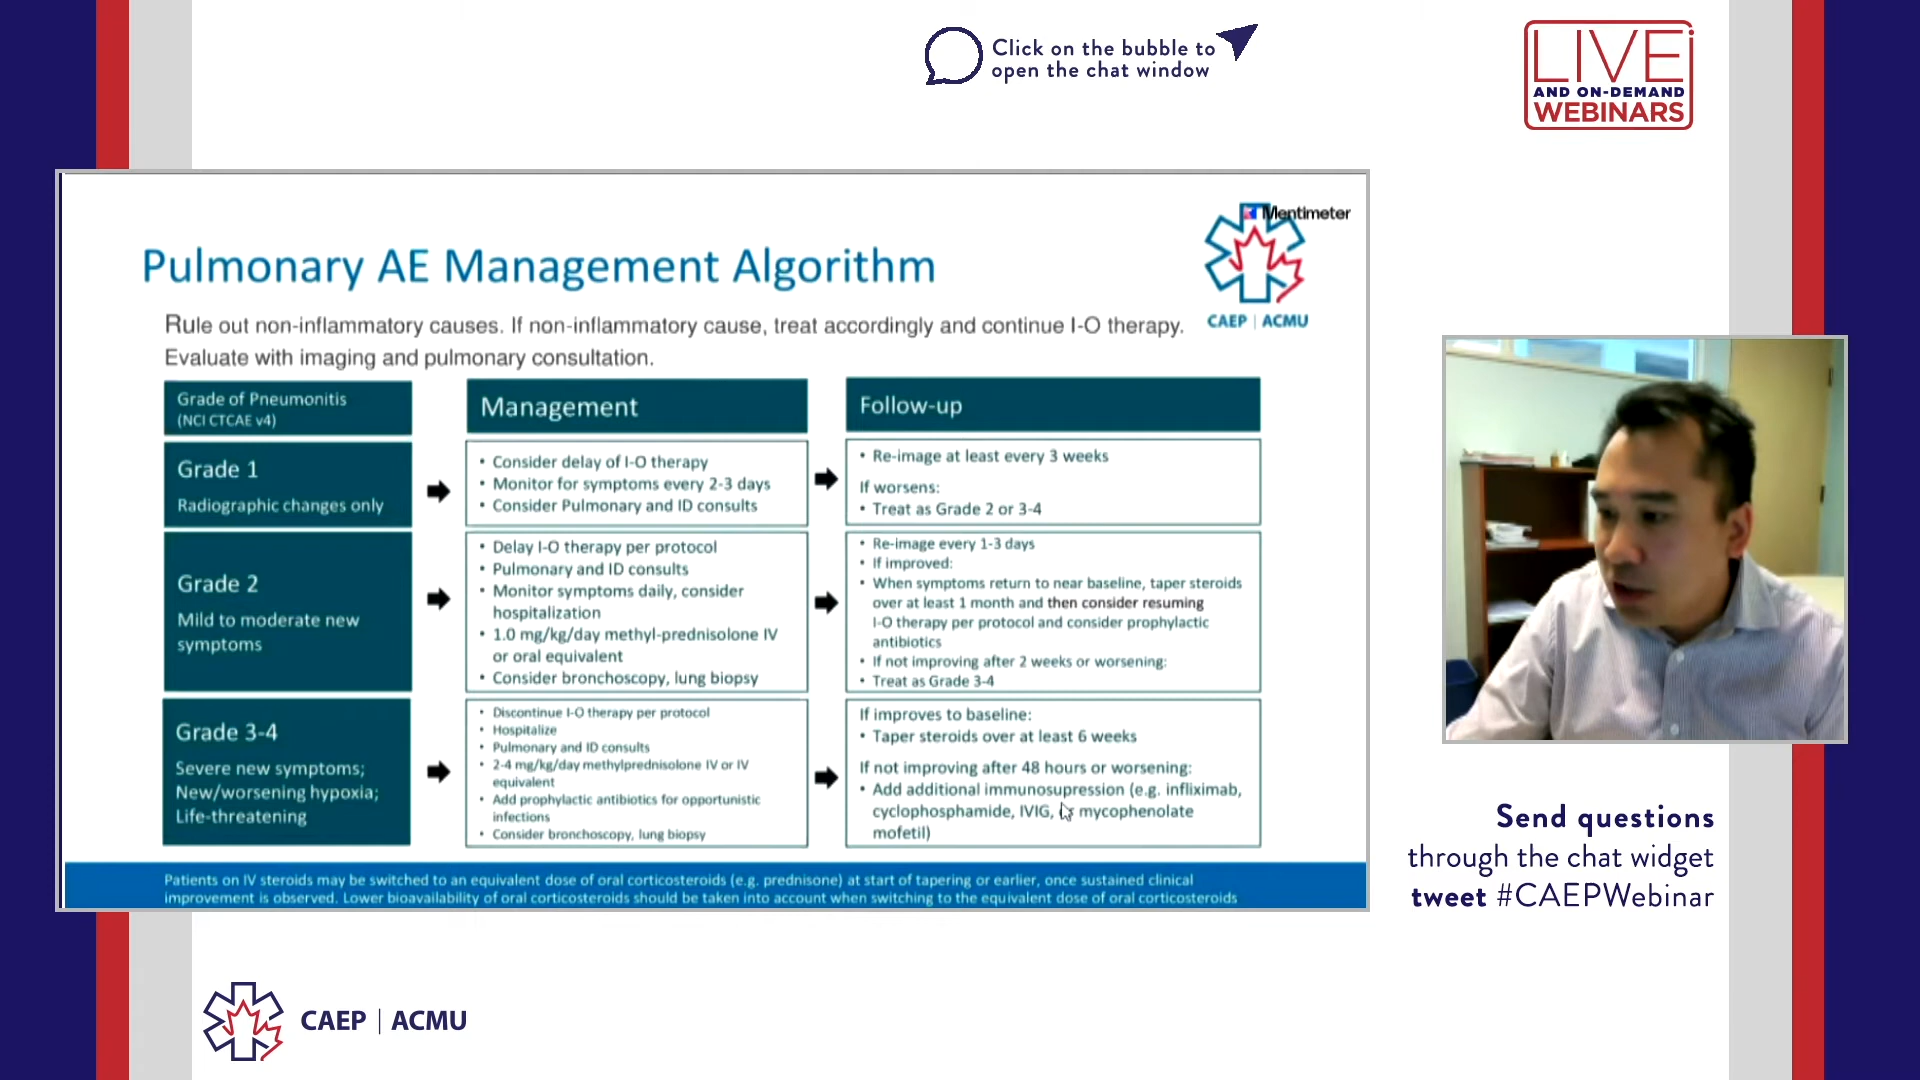 Click on the bubble to
open the chat window
LIVE
AND ON-DEMAND
WEBINARS
Mentimeter
CAEP | ACMU
Pulmonary AE Management Algorithm
Rule out non-inflammatory causes. If non-inflammatory cause, treat accordingly and continue I-O therapy.
Evaluate with imaging and pulmonary consultation.
Grade of Pneumonitis
(NCI CTCAE v4)
Management
Follow-up
Grade 1
Radiographic changes only
• Consider delay of I-O therapy
• Monitor for symptoms every 2-3 days
• Consider Pulmonary and ID consults
• Re-image at least every 3 weeks
If worsens:
• Treat as Grade 2 or 3-4
Grade 2
Mild to moderate new
symptoms
• Delay I-O therapy per protocol
• Pulmonary and ID consults
• Monitor symptoms daily, consider
hospitalization
• 1.0 mg/kg/day methyl-prednisolone IV
or oral equivalent
• Consider bronchoscopy, lung biopsy
• Re-image every 1-3 days
• If improved:
• When symptoms return to near baseline, taper steroids
over at least 1 month and then consider resuming
I-O therapy per protocol and consider prophylactic
antibiotics
• If not improving after 2 weeks or worsening:
• Treat as Grade 3-4
Grade 3-4
Severe new symptoms;
New/worsening hypoxia;
Life-threatening
• Discontinue I-O therapy per protocol
• Hospitalize
• Pulmonary and ID consults
• 2-4 mg/kg/day methylprednisolone IV or IV
equivalent
• Add prophylactic antibiotics for opportunistic
infections
• Consider bronchoscopy, lung biopsy
If improves to baseline:
• Taper steroids over at least 6 weeks
If not improving after 48 hours or worsening:
• Add additional immunosupression (e.g. infliximab,
cyclophosphamide, IVIG, mycophenolate
mofetil)
Patients on IV steroids may be switched to an equivalent dose of oral corticosteroids (e.g. prednisone) at start of tapering or earlier, once sustained clinical
improvement is observed. Lower bioavailability of oral corticosteroids should be taken into account when switching to the equivalent dose of oral corticosteroids
Send questions
through the chat widget
tweet #CAEPWebinar
CAEP | ACMU